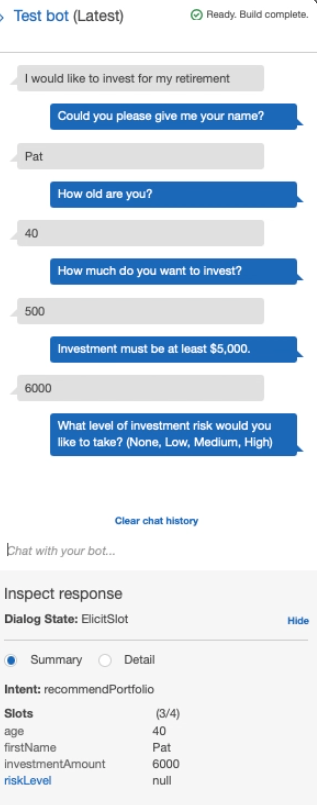 Test bot (Latest)
Ready. Build complete.
I would like to invest for my retirement
Could you please give me your name?
Pat
How old are you?
40
How much do you want to invest?
500
Investment must be at least $5,000.
6000
What level of investment risk would you
like to take? (None, Low, Medium, High)
Clear chat history
Chat with your bot...
Inspect response
Dialog State: ElicitSlot
Hide
Summary
Detail
Intent: recommendPortfolio
Slots (3/4)
age 40
firstName Pat
investmentAmount 6000
riskLevel null